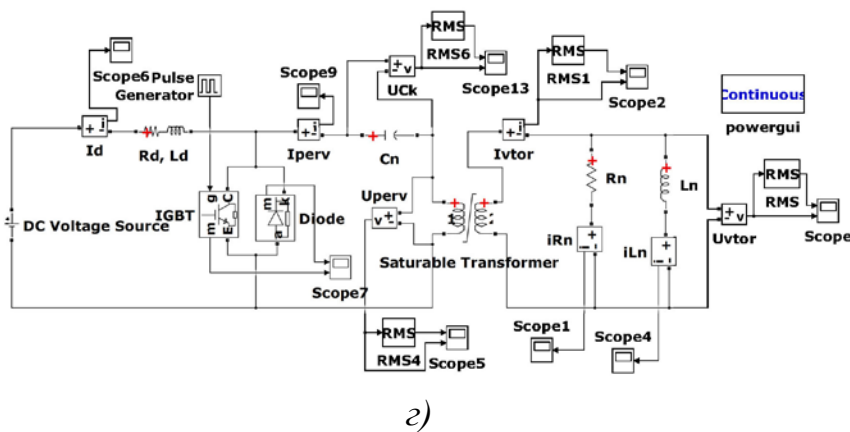 RMS
RMS
Scope6
Pulse
Generator
Scope9
RMS6
v
UCk
Scope13
RMS1
Scope2
Continuous
powergui
i
Id
Rd, Ld
i
Iperv
Cn
i
Ivtor
Rn
Ln
RMS
RMS
v
Uvtor
Scope
DC Voltage Source
IGBT
g
C
m
E
m
k
a
Diode
Uperv
v
Saturable Transformer
iRn
iLn
Scope7
Scope1
Scope4
RMS
RMS4
Scope5
г)